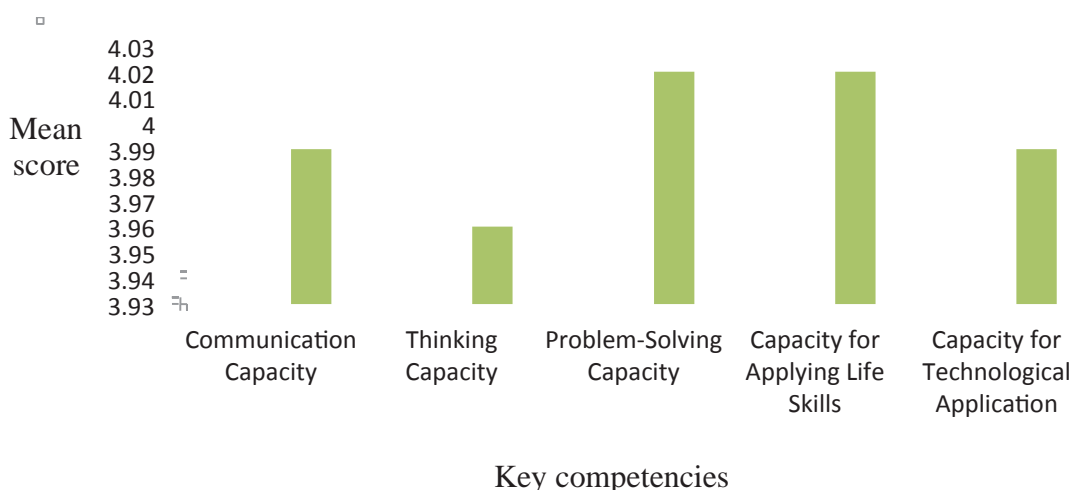 4.03
4.02
4.01
4
3.99
3.98
3.97
3.96
3.95
3.94
3.93
Mean
score
Communication
Capacity
Thinking
Capacity
Problem-Solving
Capacity
Capacity for
Applying Life
Skills
Capacity for
Technological
Application
Key competencies